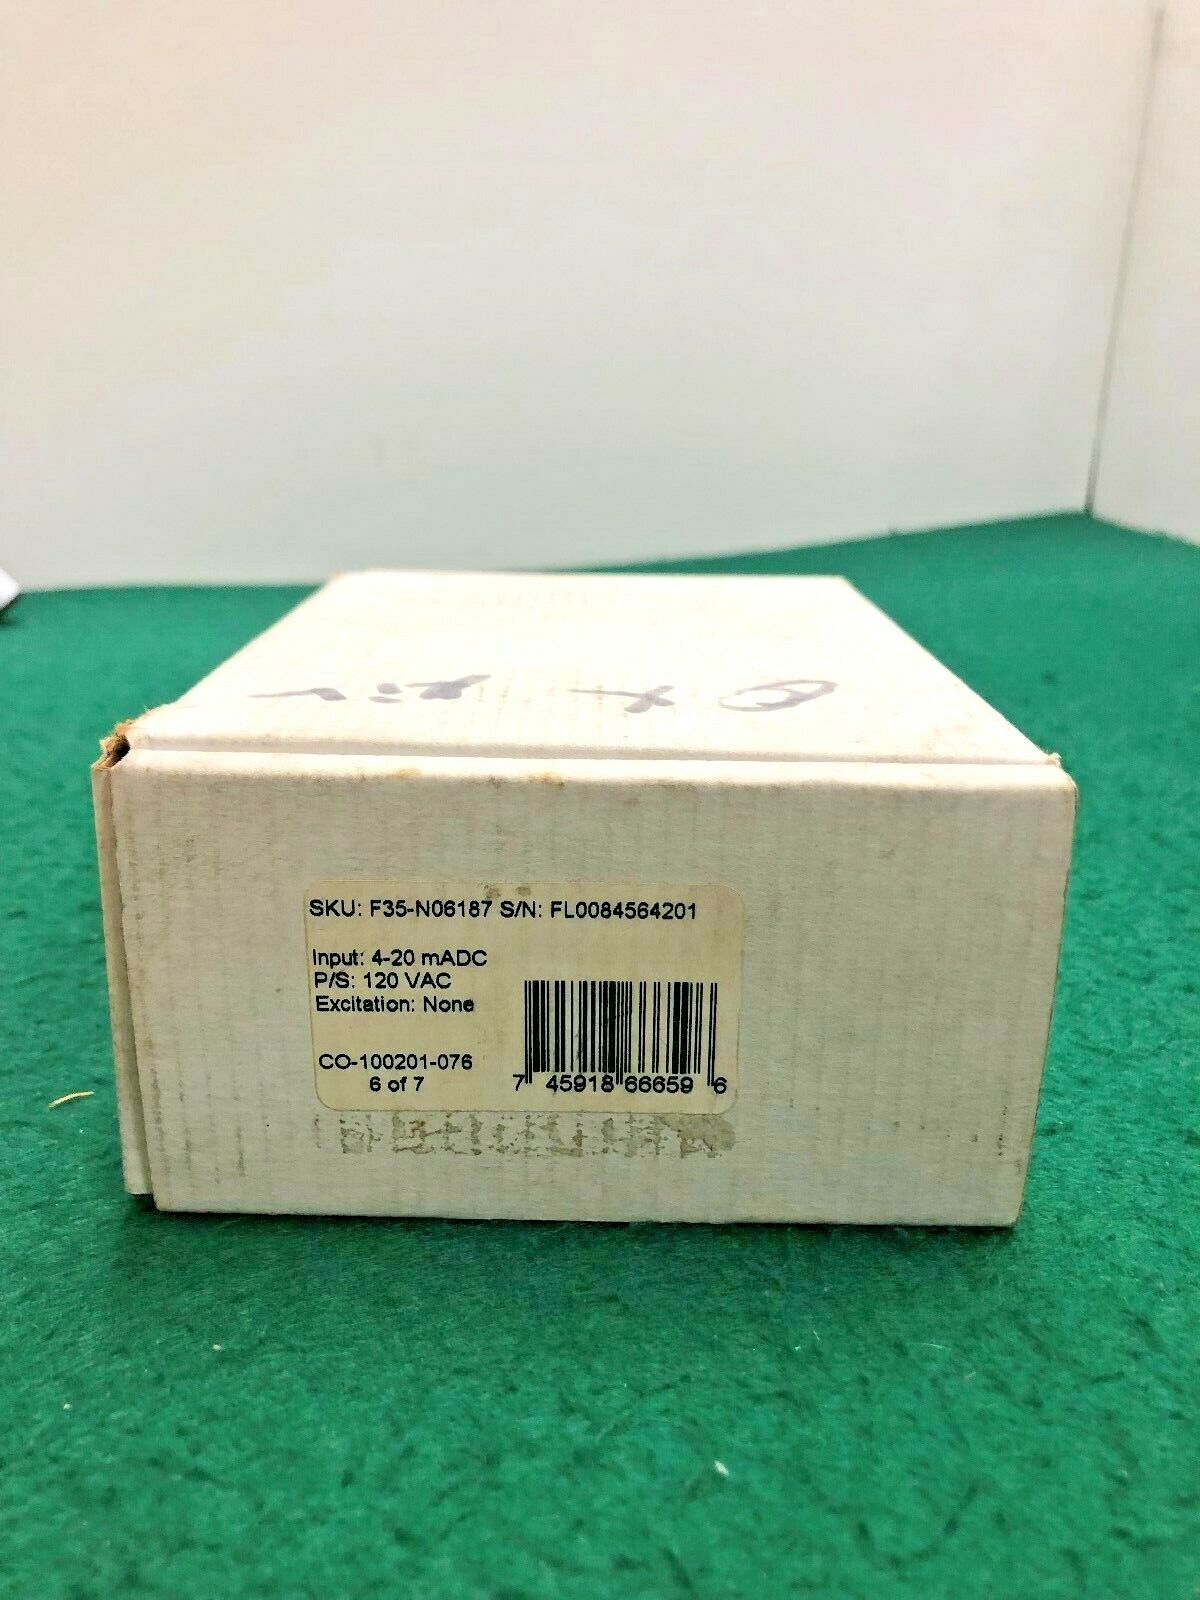 SKU: F35-N06187 S/N: FL0084564201
Input: 4-20 mADC
P/S: 120 VAC
Excitation: None
CO-100201-076
6 of 7
7 45918 66659 6